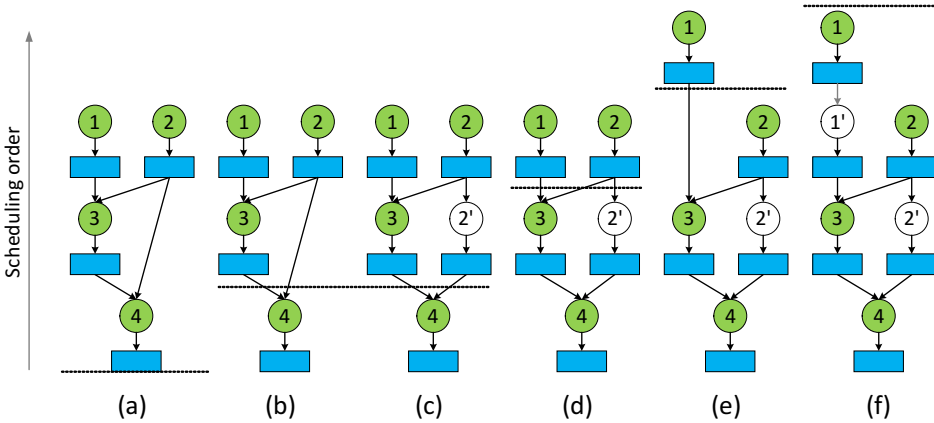 Scheduling order
1
1
1 2 1 2 1 2 1 2 1' 2
2
3 3 2' 3 2' 3 2' 3 2'
3
4 4 4 4 4 4
(a) (b) (c) (d) (e) (f)